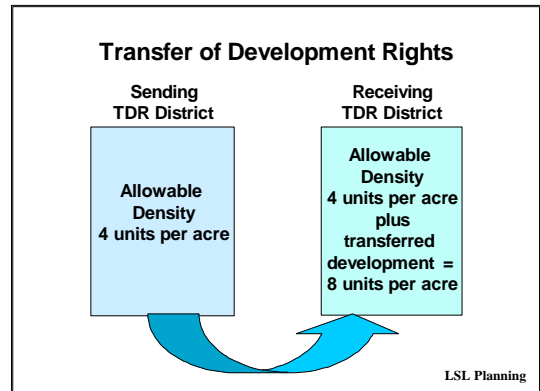 Transfer of Development Rights
Sending
TDR District
Allowable
Density
4 units per acre
Receiving
TDR District
Allowable
Density
4 units per acre
plus
transferred
development =
8 units per acre
LSL Planning